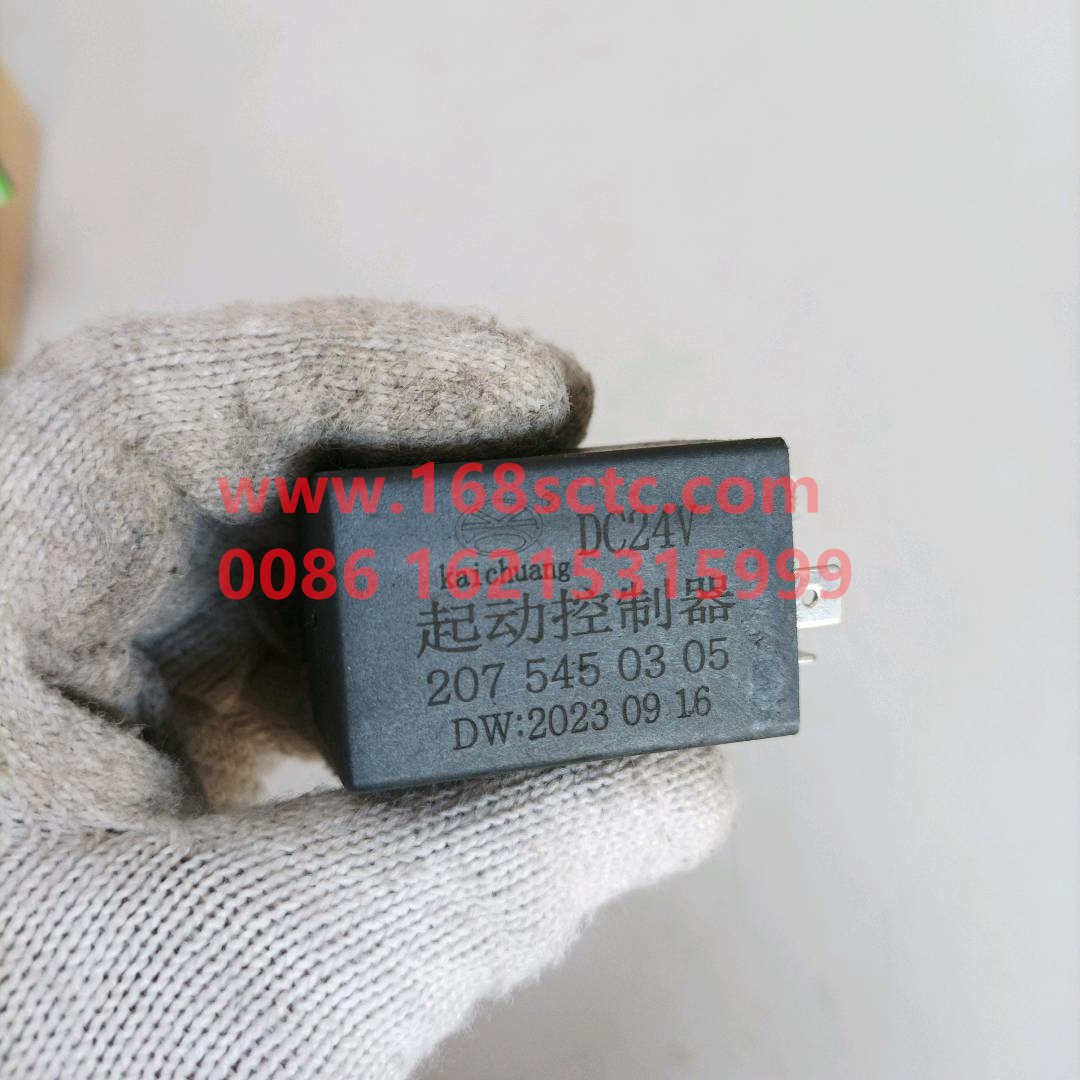 www.168sctc.com
DC24V
0086 16215315999
kaichuang
起动控制器
207 545 03 05
DW:2023 09 16